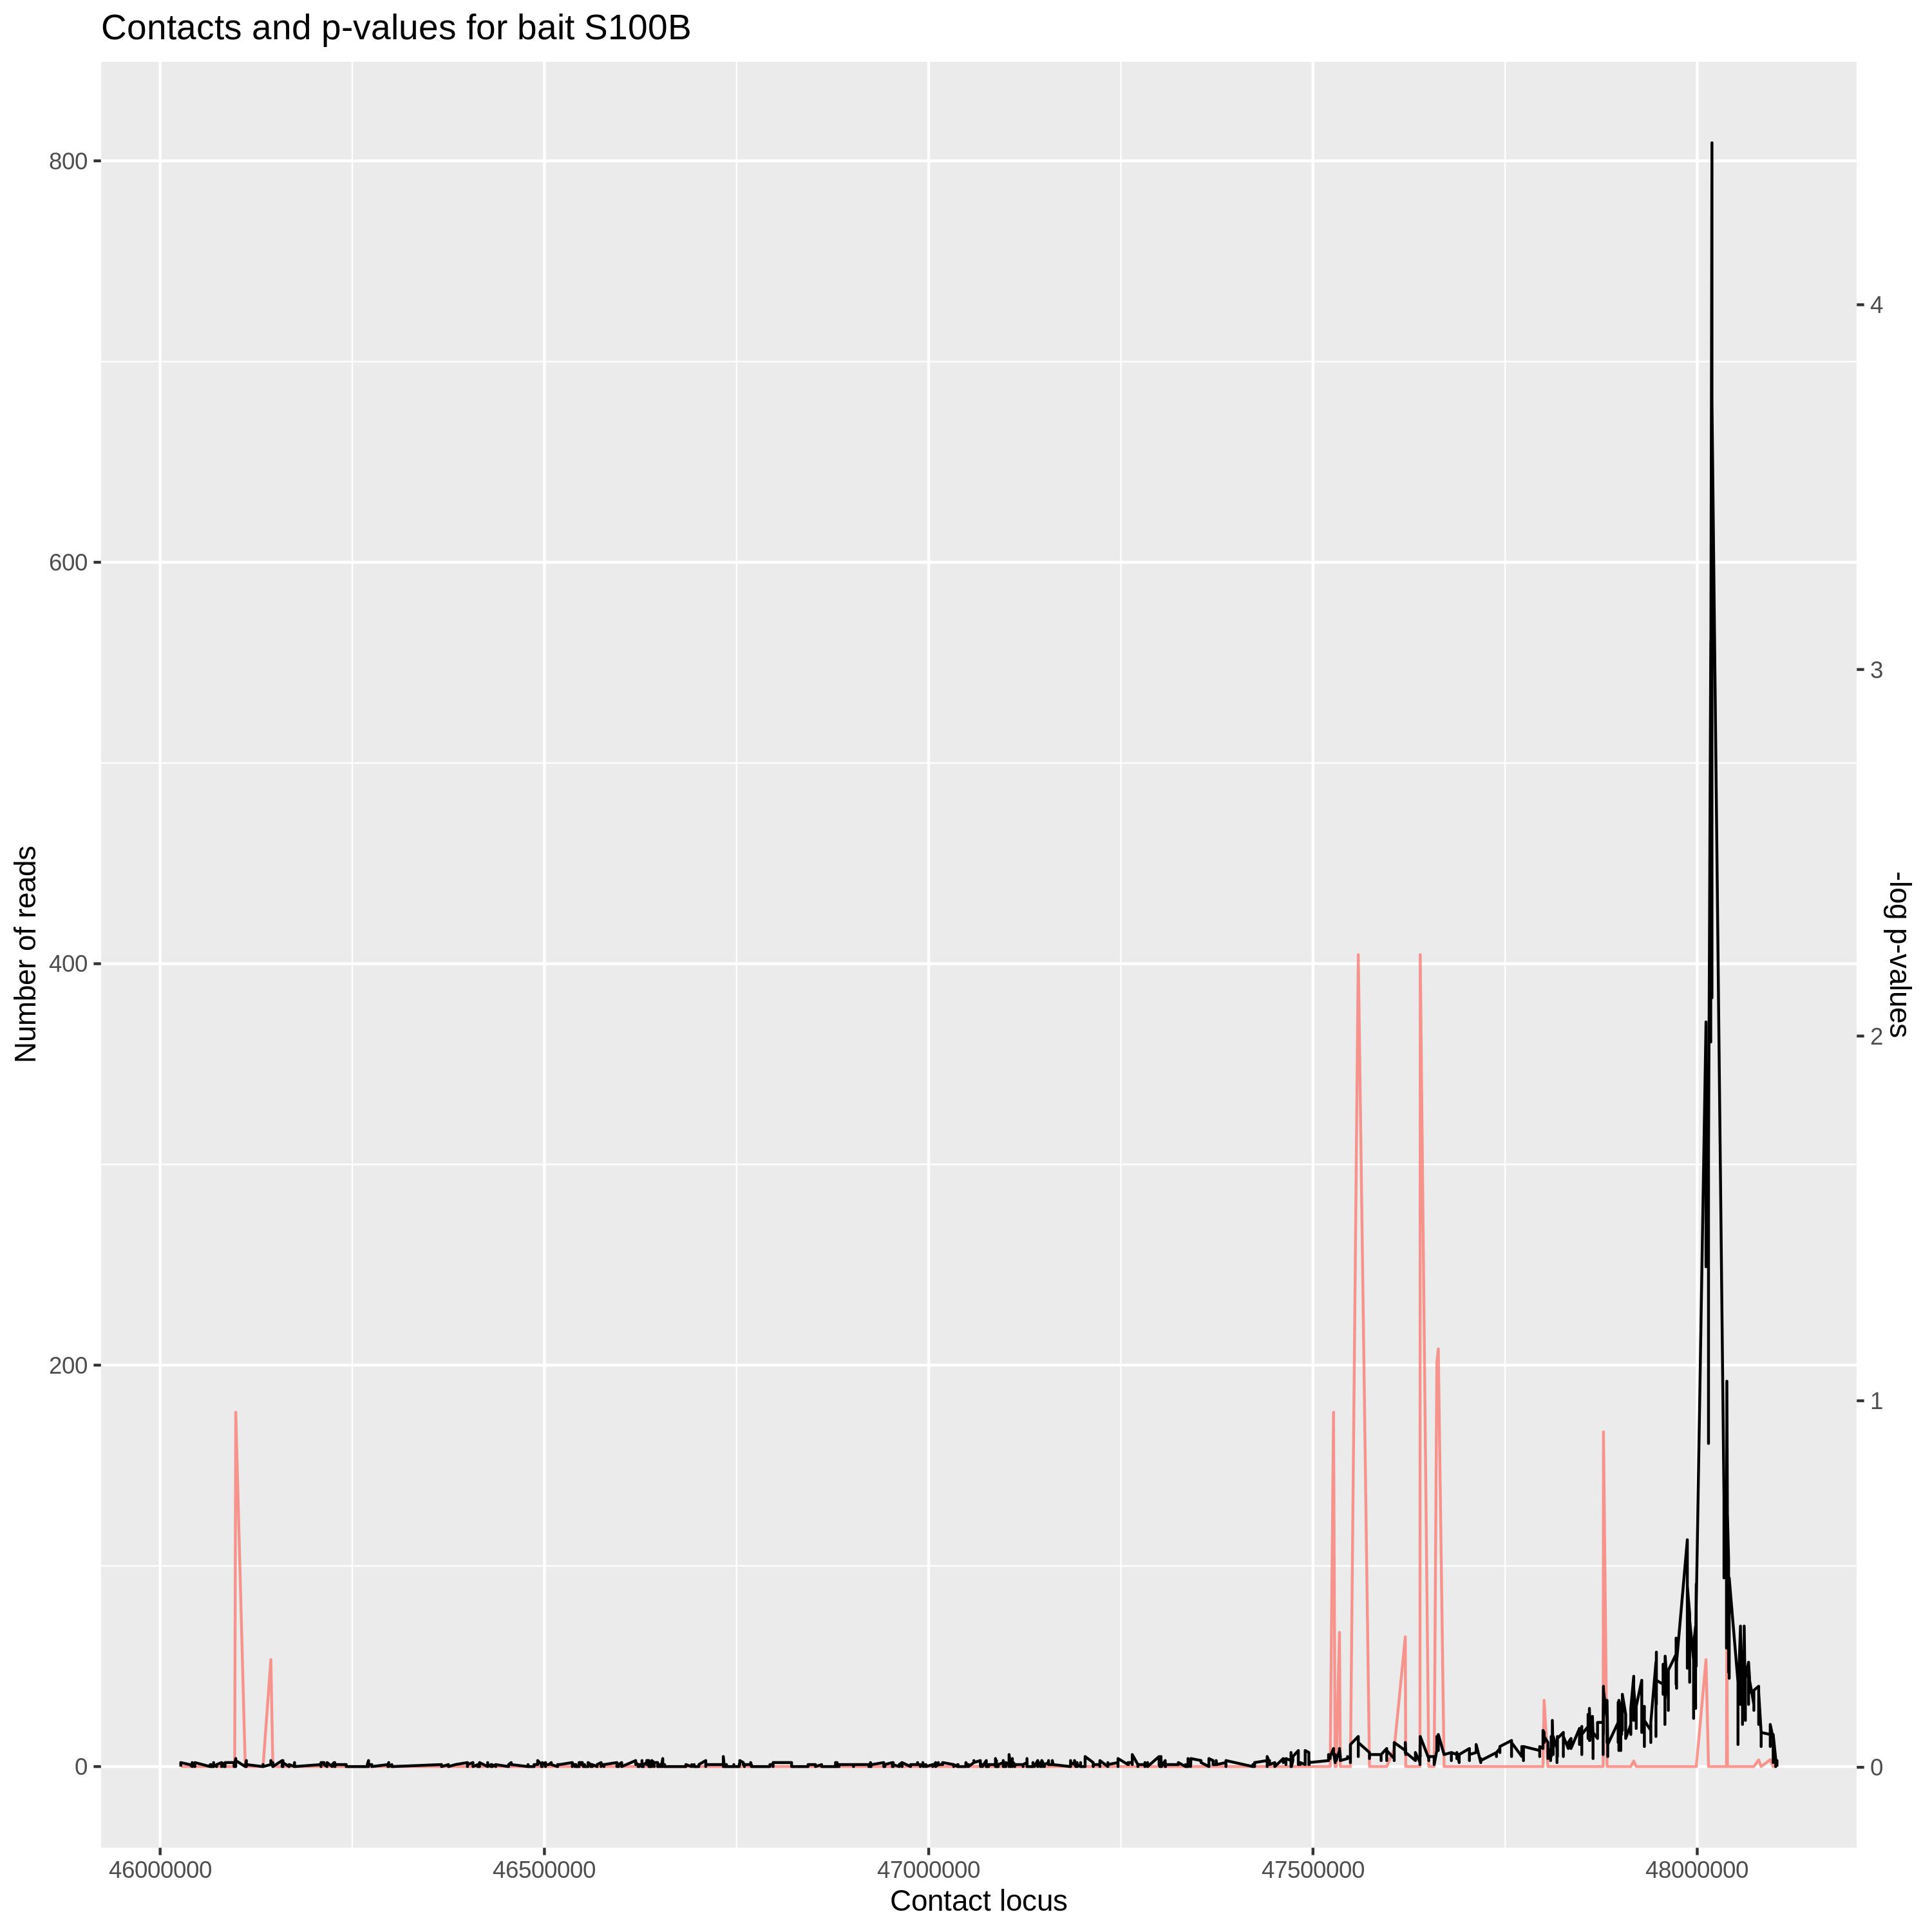 Contacts and p-values for bait S100B
800
600
400
200
0
Number of reads
4
3
2
1
0
-log p-values
46000000 46500000 47000000 47500000 48000000
Contact locus